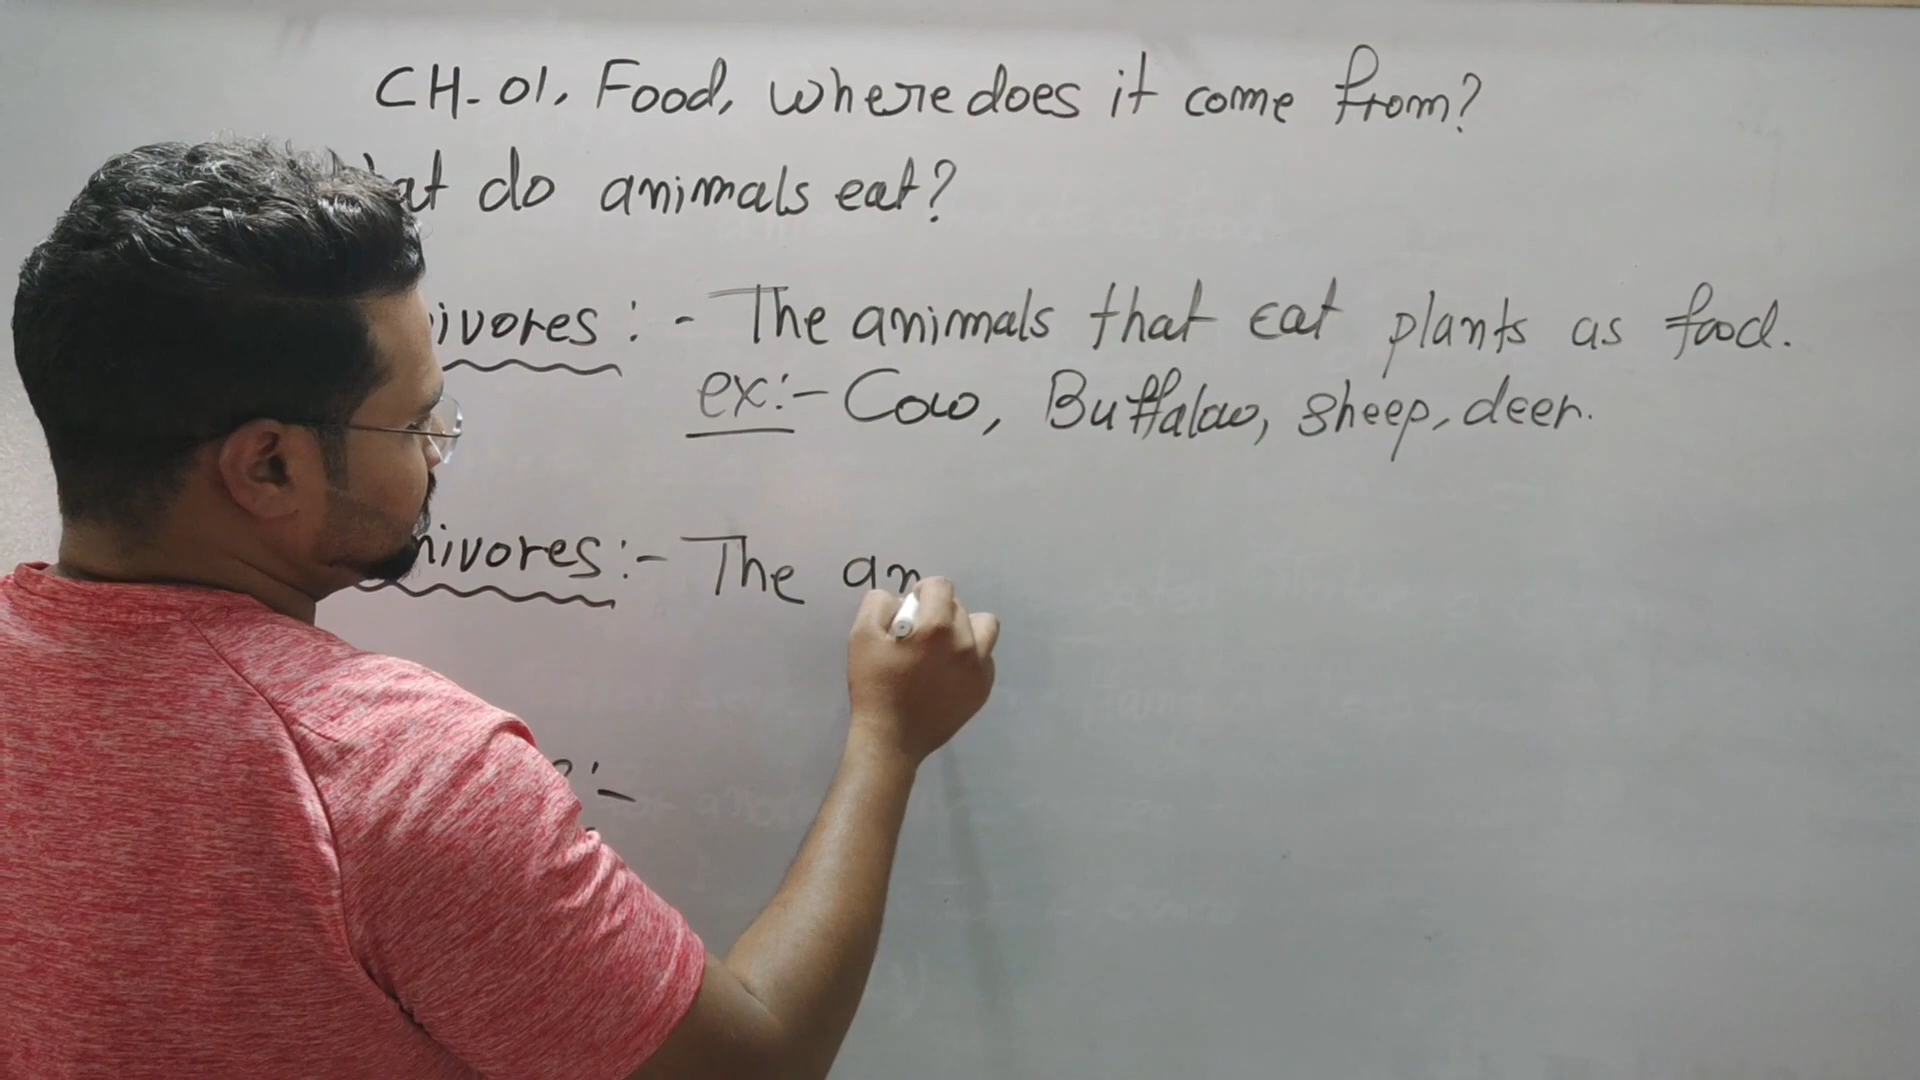 CH-01, Food, where does it come from?
at do animals eat?
ivores :- The animals that eat plants as food.
ex:- Cow, Buffalow, sheep, deer.
nivores:- The an
:-